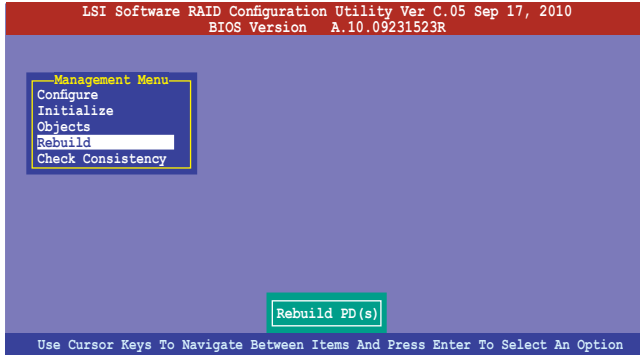 LSI Software RAID Configuration Utility Ver C.05 Sep 17, 2010
BIOS Version A.10.09231523R
Management Menu
Configure
Initialize
Objects
Rebuild
Check Consistency
Rebuild PD(s)
Use Cursor Keys To Navigate Between Items And Press Enter To Select An Option